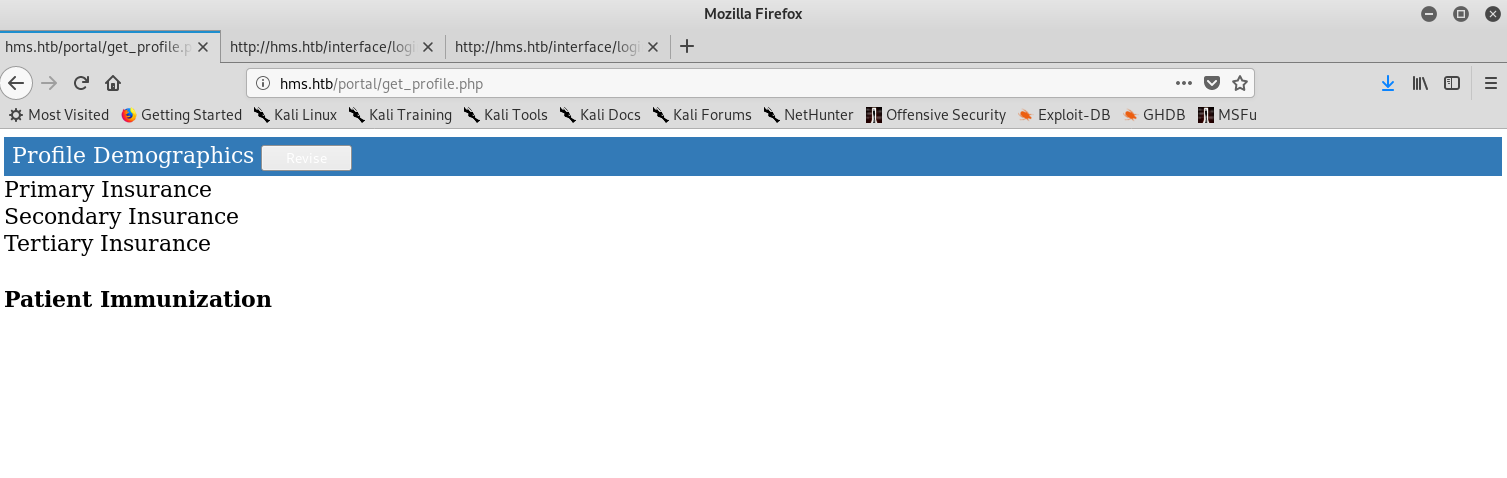 Mozilla Firefox
hms.htb/portal/get_profile.p
http://hms.htb/interface/logi
http://hms.htb/interface/logi
hms.htb/portal/get_profile.php
Most Visited Getting Started Kali Linux Kali Training Kali Tools Kali Docs Kali Forums NetHunter Offensive Security Exploit-DB GHDB MSFu
Profile Demographics Revise
Primary Insurance
Secondary Insurance
Tertiary Insurance
Patient Immunization